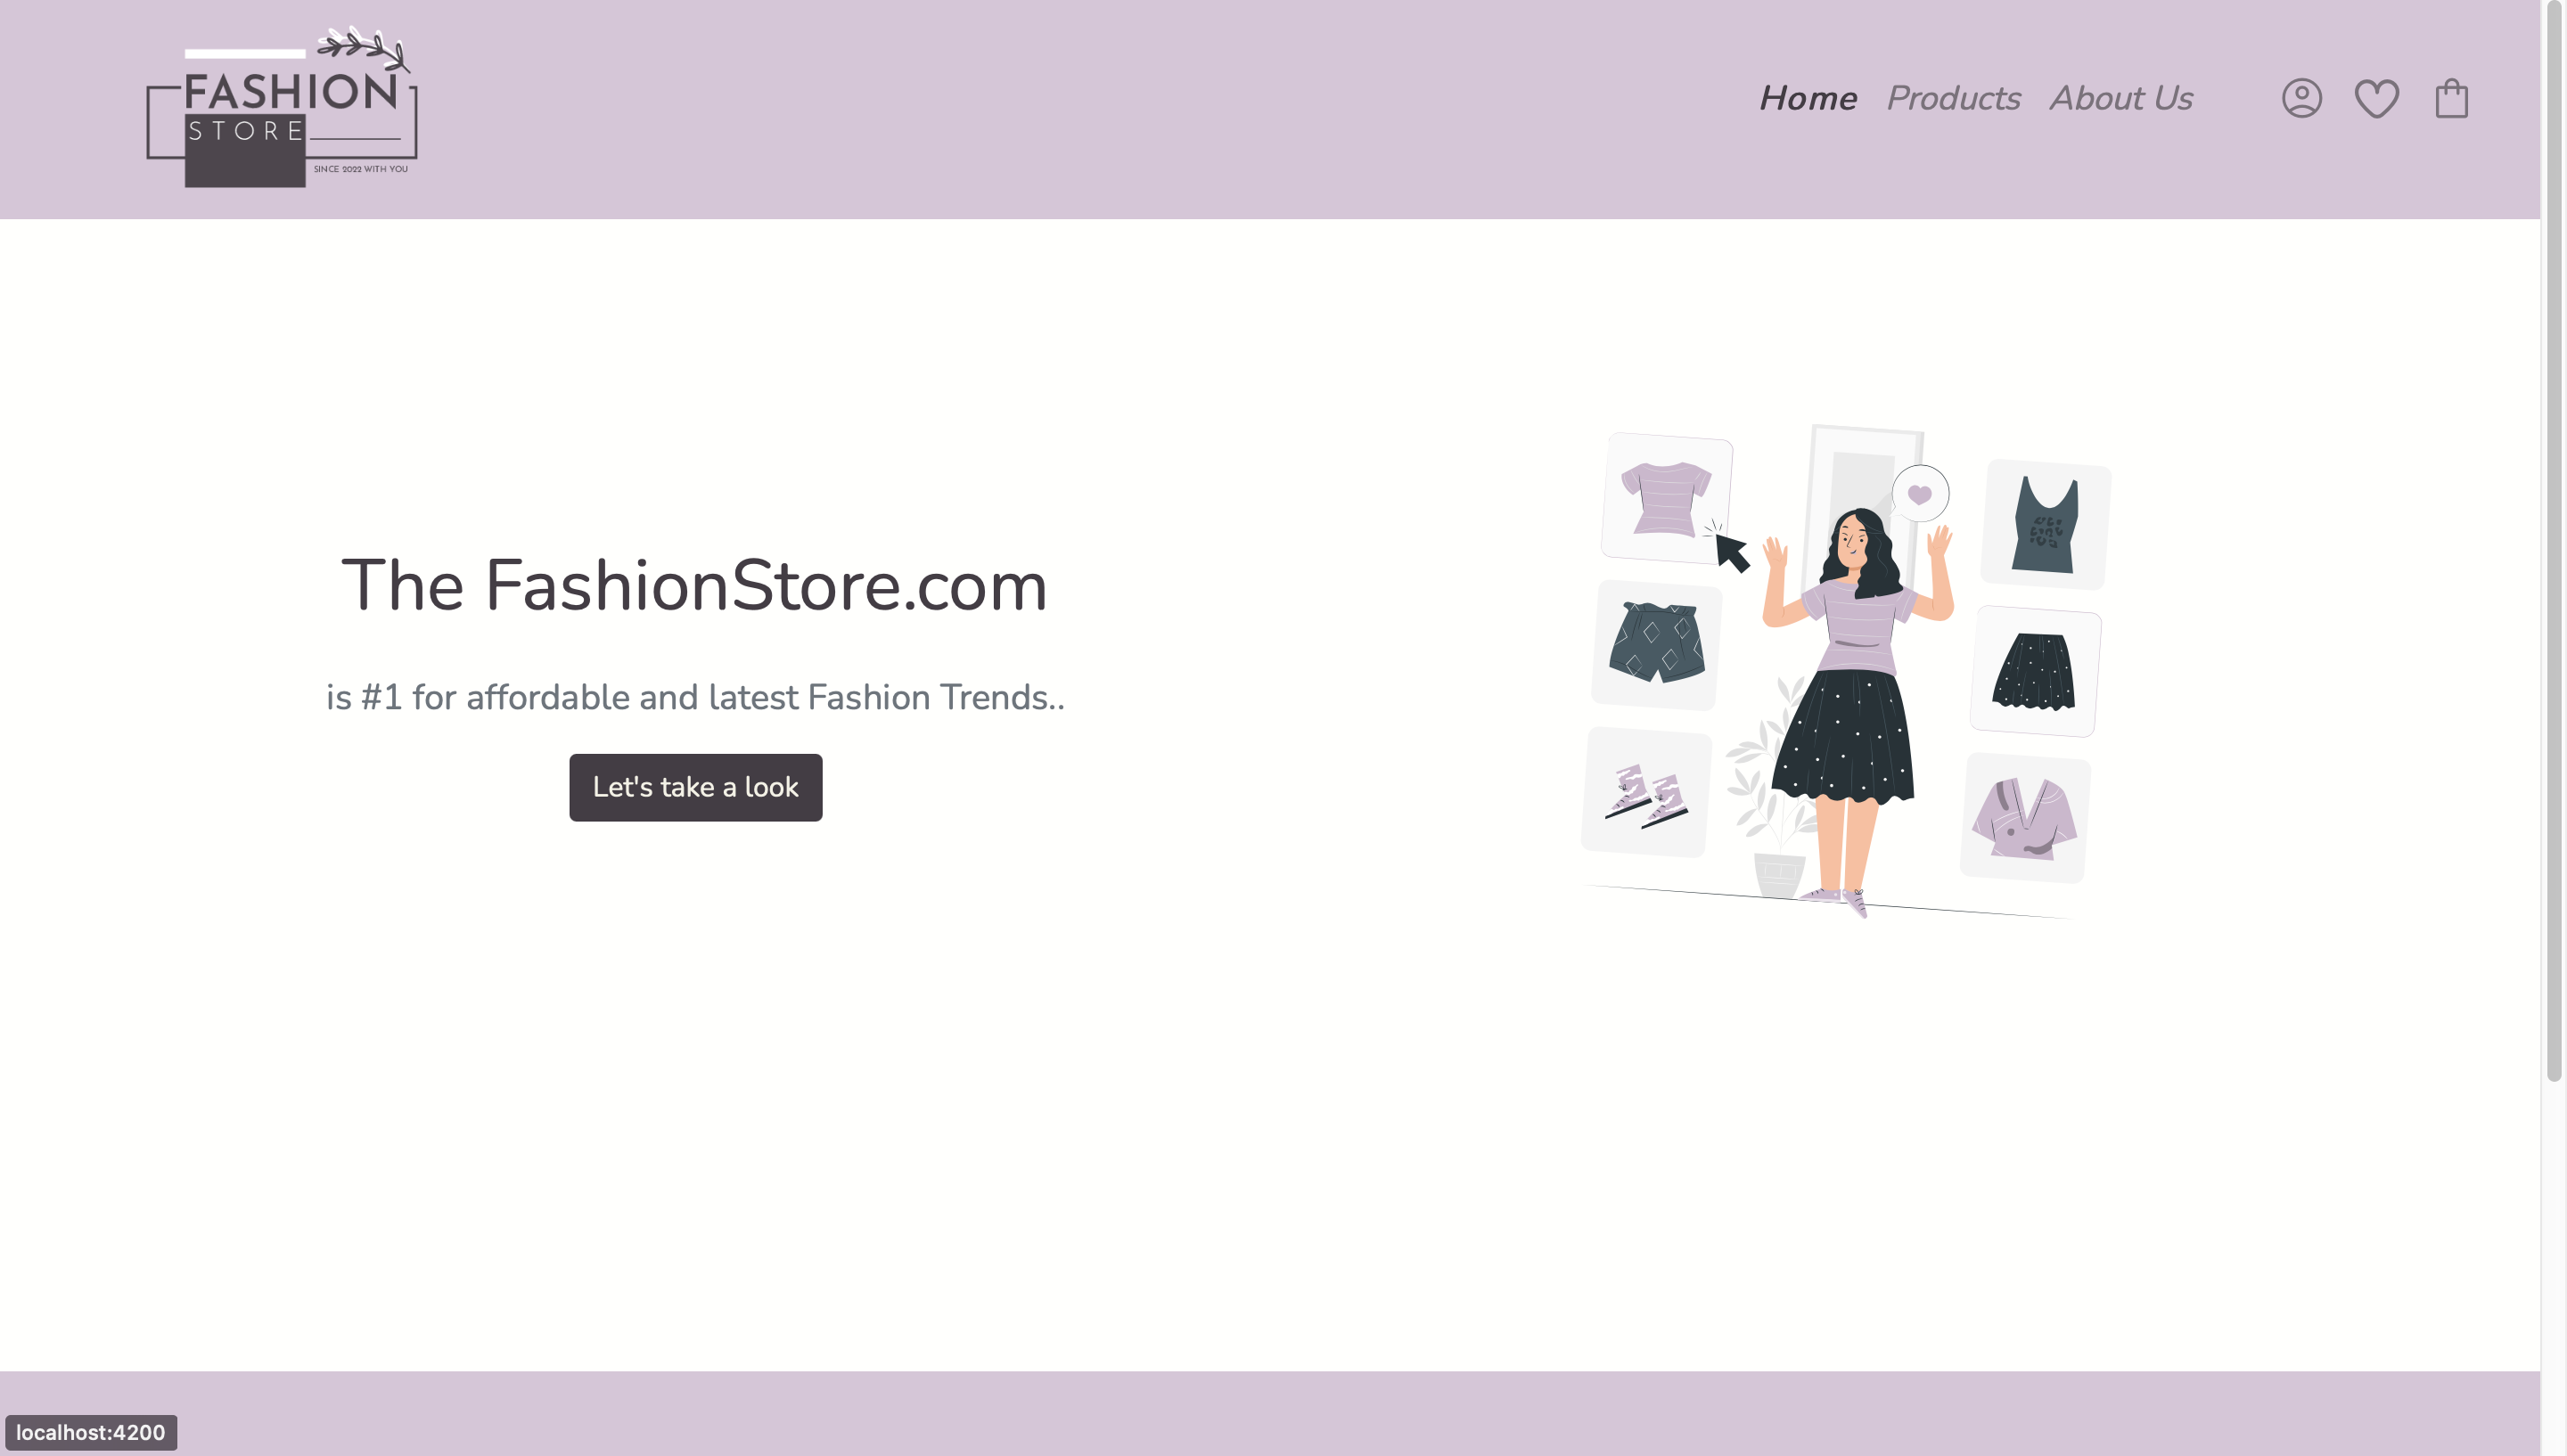 FASHION
STORE
SINCE 2022 WITH YOU
Home Products About Us
The FashionStore.com
is #1 for affordable and latest Fashion Trends..
Let's take a look
localhost:4200